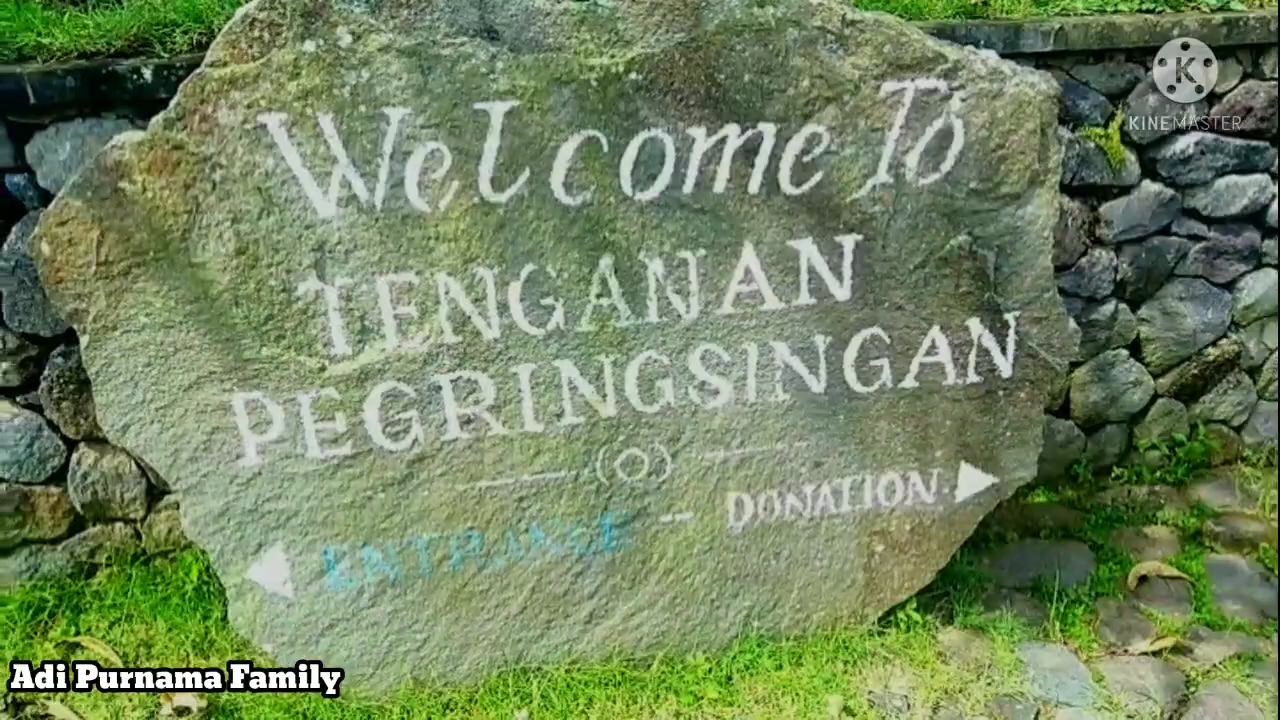 Welcome To
TENGANAN
PEGRINGSINGAN
ENTRANCE -- DONATION
KINEMASTER
Adi Purnama Family